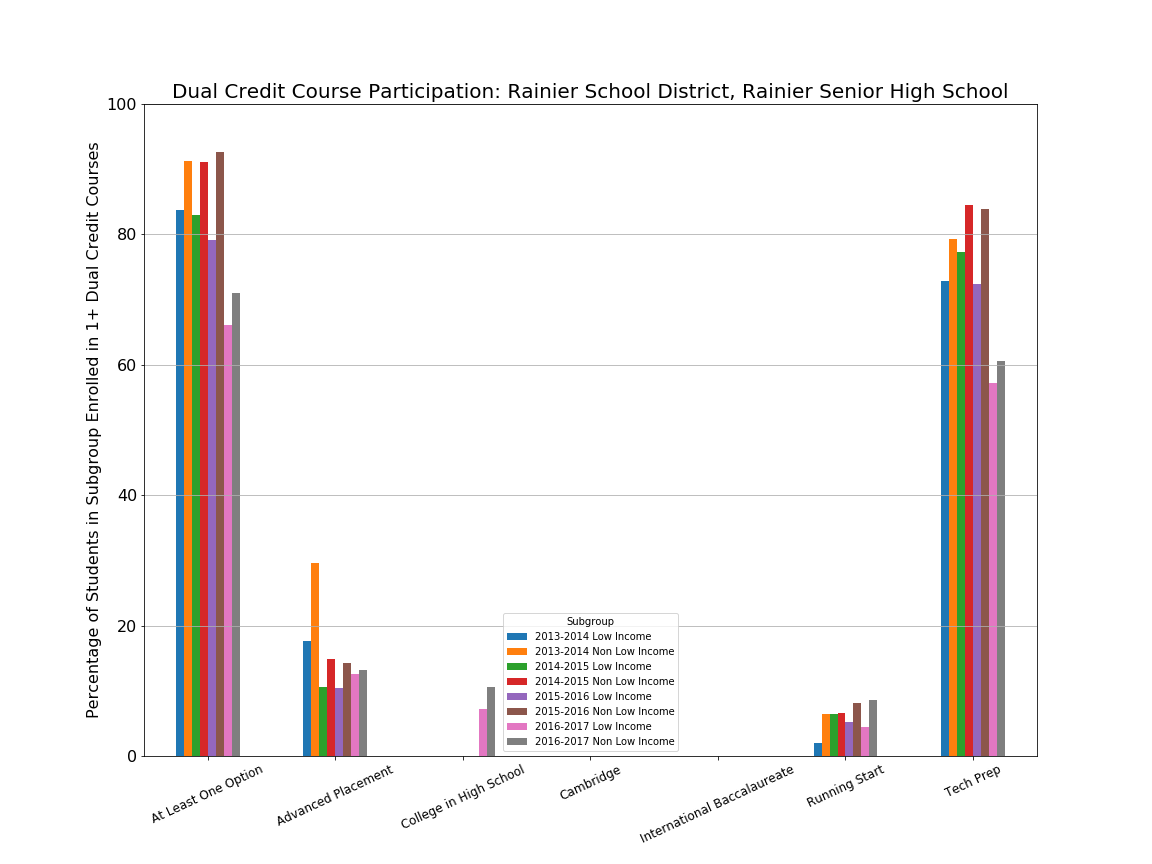 Dual Credit Course Participation: Rainier School District, Rainier Senior High School
Percentage of Students in Subgroup Enrolled in 1+ Dual Credit Courses
100
80
60
40
20
0
Subgroup
2013-2014 Low Income
2013-2014 Non Low Income
2014-2015 Low Income
2014-2015 Non Low Income
2015-2016 Low Income
2015-2016 Non Low Income
2016-2017 Low Income
2016-2017 Non Low Income
At Least One Option
Advanced Placement
College in High School
Cambridge
International Baccalaureate
Running Start
Tech Prep